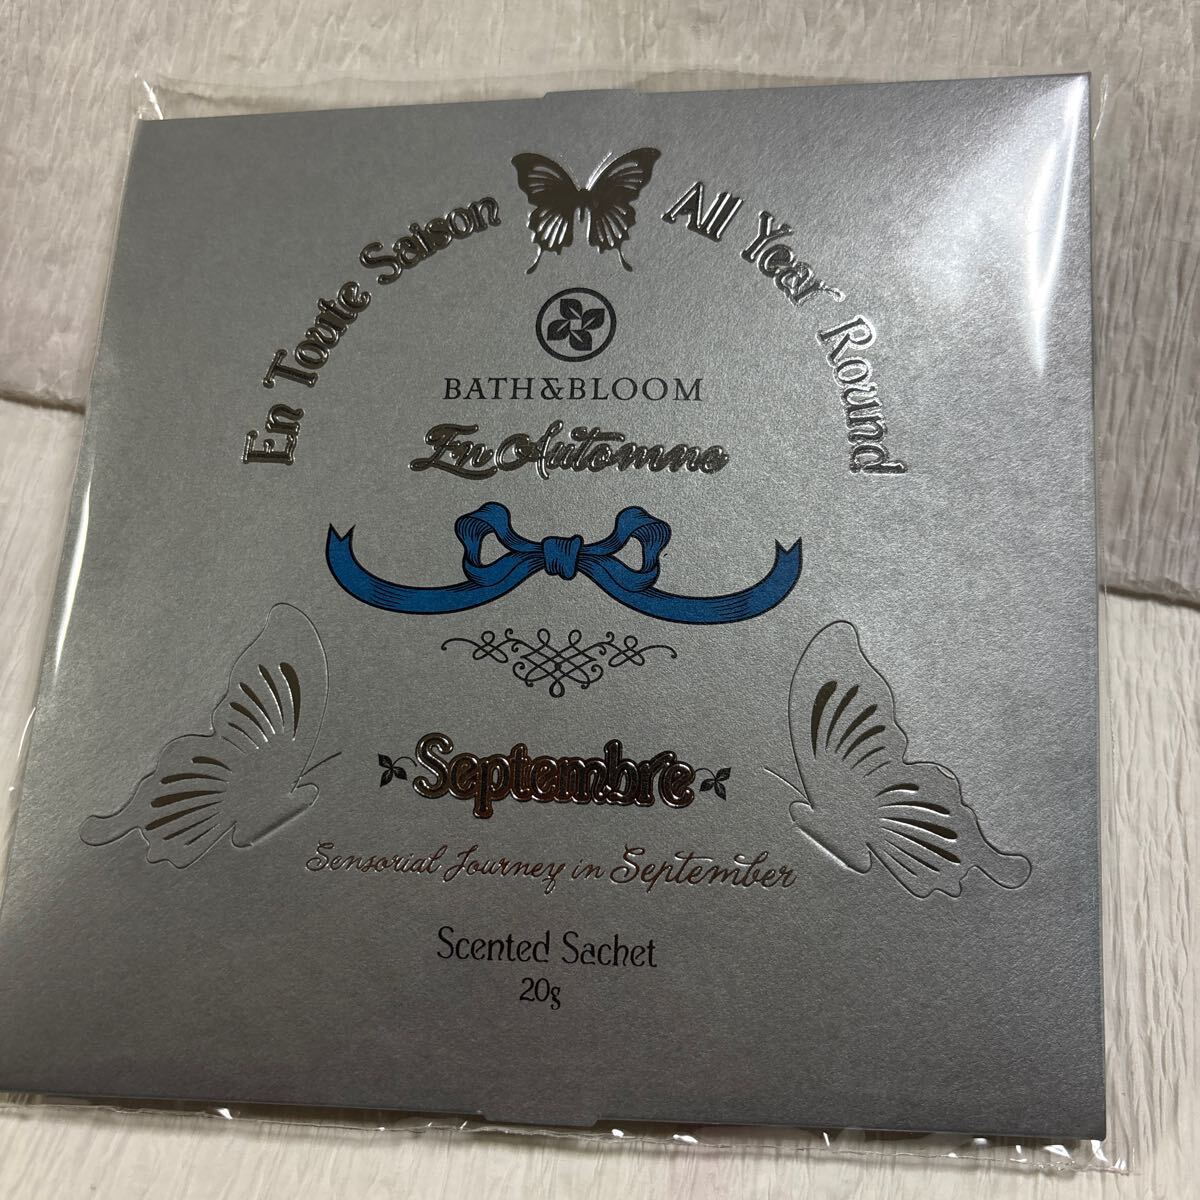 En Toute Saison
All Year Round
BATH&BLOOM
En Automne
Septembre
Sensorial Journey in September
Scented Sachet
20g